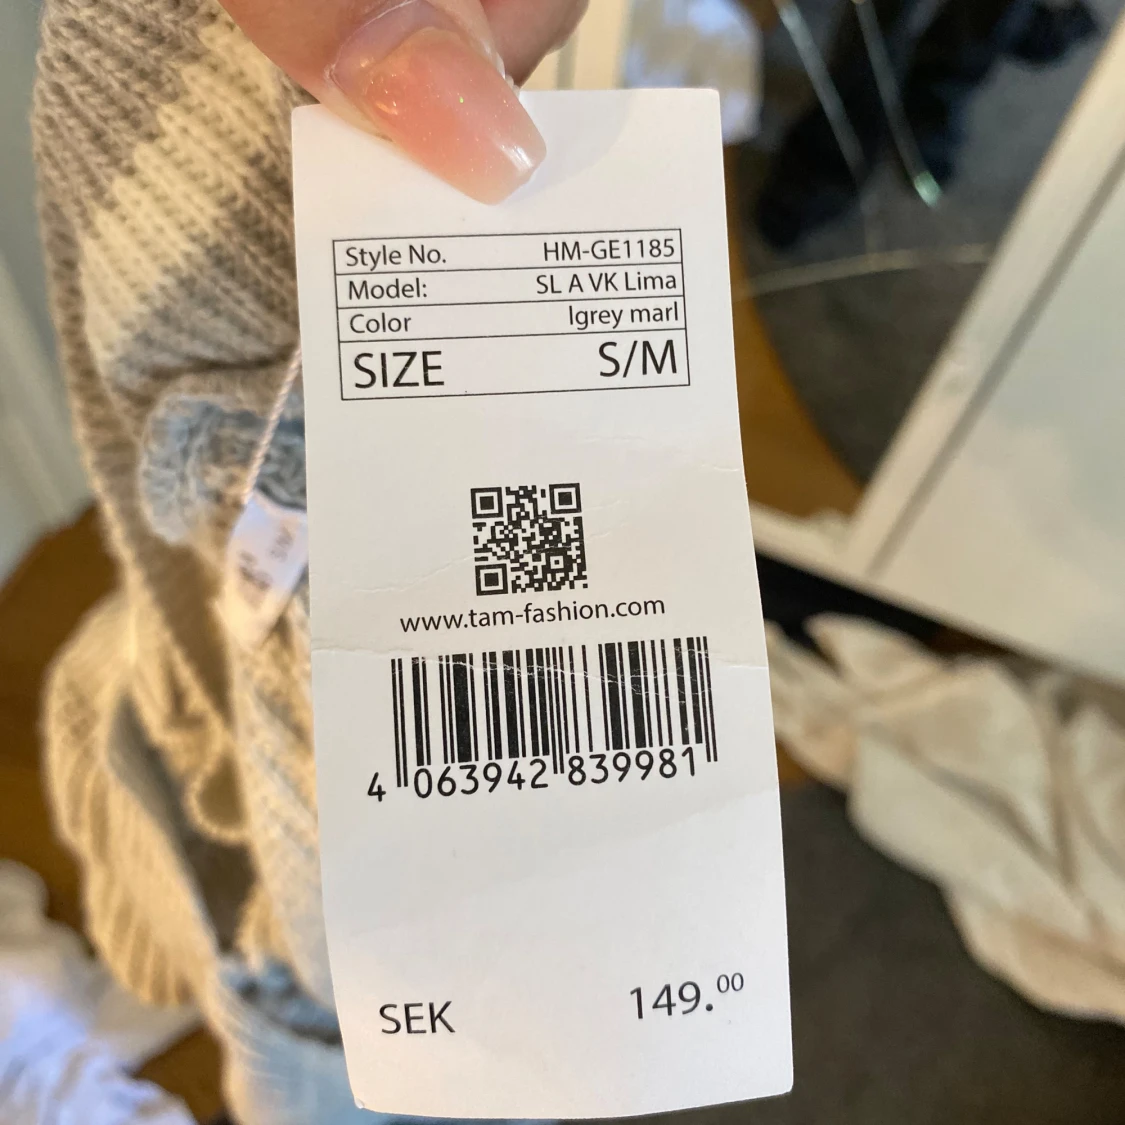 Style No. HM-GE1185
Model: SL A VK Lima
Color lgrey marl
SIZE S/M
www.tam-fashion.com
4 063942 839981
SEK 149.00